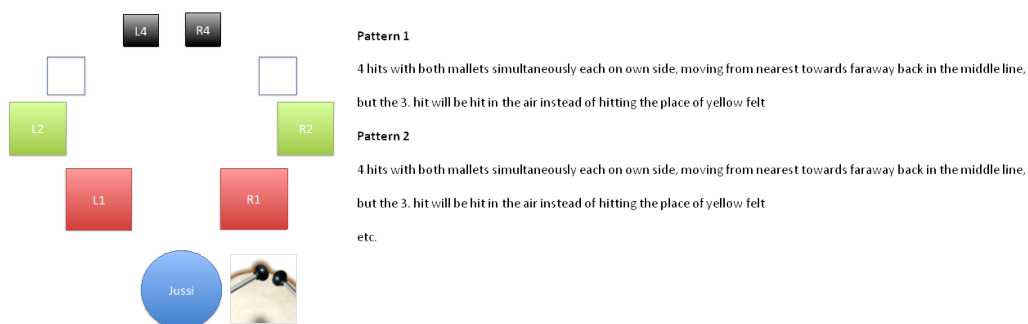 L4 R4
L2 R2
L1 R1
Jussi
Pattern 1
4 hits with both mallets simultaneously each on own side, moving from nearest towards faraway back in the middle line,
but the 3. hit will be hit in the air instead of hitting the place of yellow felt
Pattern 2
4 hits with both mallets simultaneously each on own side, moving from nearest towards faraway back in the middle line,
but the 3. hit will be hit in the air instead of hitting the place of yellow felt
etc.